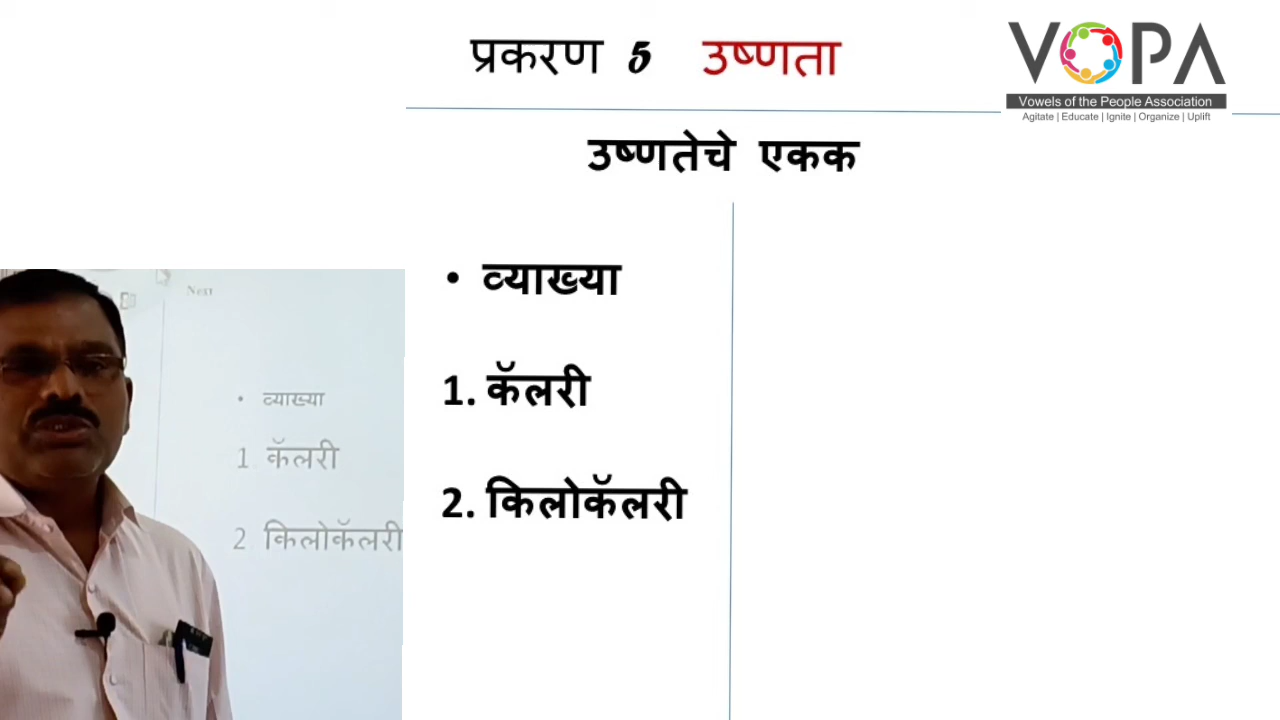 प्रकरण 5 उष्णता
VOPA
Vowels of the People Association
Agitate | Educate | Ignite | Organize | Uplift
उष्णतेचे एकक
• व्याख्या
1. कॅलरी
2. किलोकॅलरी
Next
• व्याख्या
1. कॅलरी
2. किलोकॅलरी